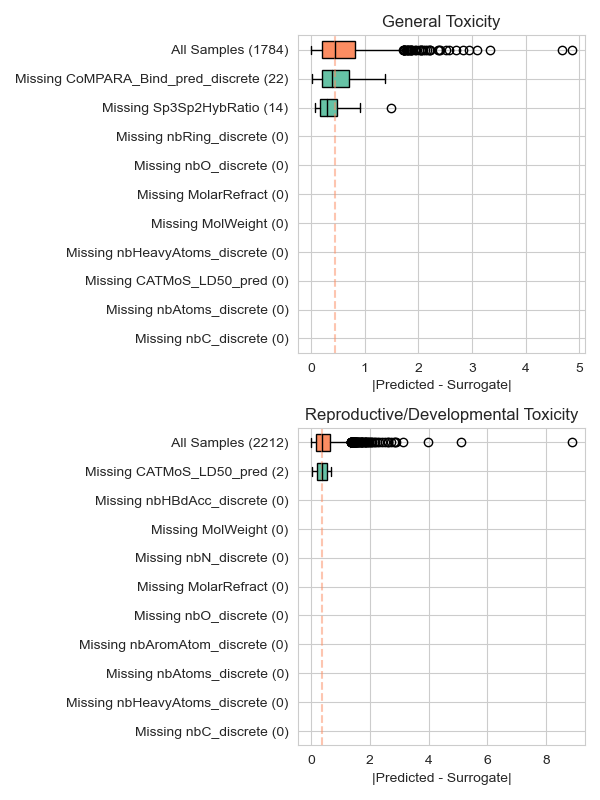 General Toxicity
All Samples (1784)
Missing CoMPARA_Bind_pred_discrete (22)
Missing Sp3Sp2HybRatio (14)
Missing nbRing_discrete (0)
Missing nbO_discrete (0)
Missing MolarRefract (0)
Missing MolWeight (0)
Missing nbHeavyAtoms_discrete (0)
Missing CATMoS_LD50_pred (0)
Missing nbAtoms_discrete (0)
Missing nbC_discrete (0)
0 1 2 3 4 5
|Predicted - Surrogate|
Reproductive/Developmental Toxicity
All Samples (2212)
Missing CATMoS_LD50_pred (2)
Missing nbHBdAcc_discrete (0)
Missing MolWeight (0)
Missing nbN_discrete (0)
Missing MolarRefract (0)
Missing nbO_discrete (0)
Missing nbAromAtom_discrete (0)
Missing nbAtoms_discrete (0)
Missing nbHeavyAtoms_discrete (0)
Missing nbC_discrete (0)
0 2 4 6 8
|Predicted - Surrogate|